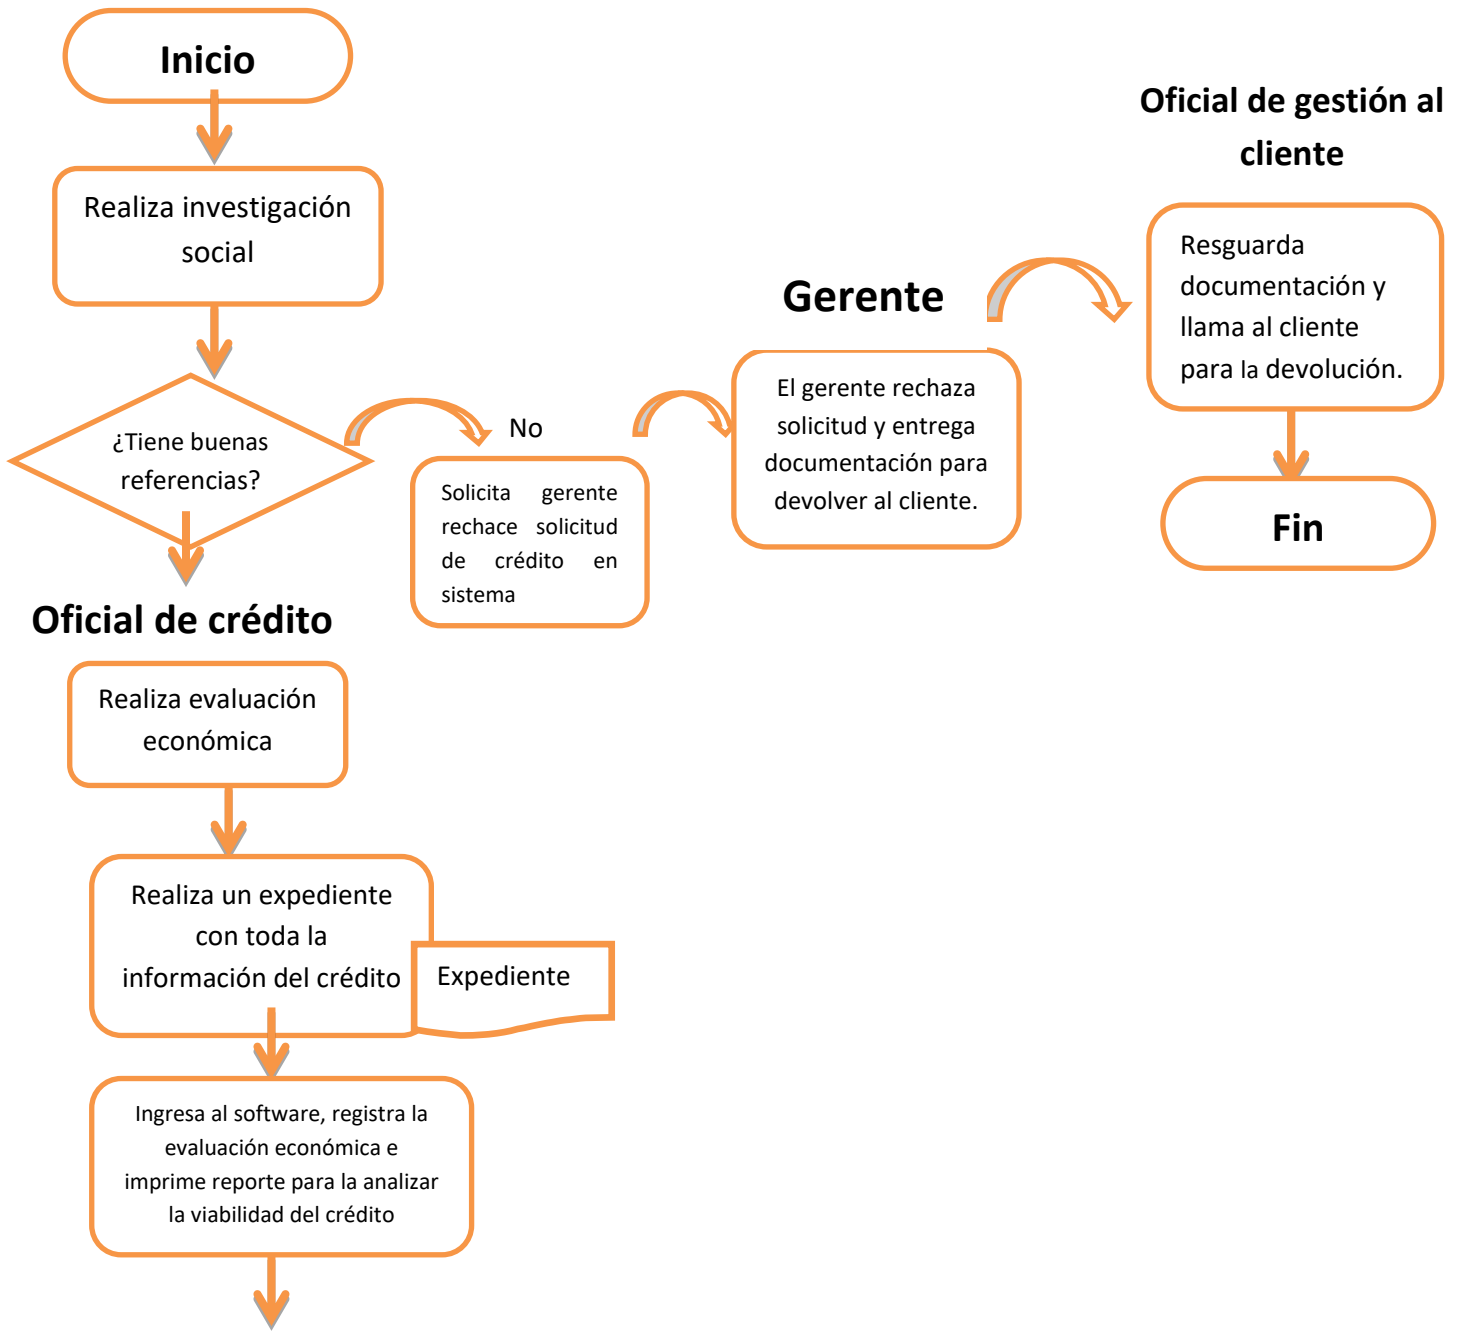 Inicio
Realiza investigación
social
¿Tiene buenas
referencias?
No
Solicita gerente
rechace solicitud
de crédito en
sistema
Gerente
El gerente rechaza
solicitud y entrega
documentación para
devolver al cliente.
Oficial de gestión al
cliente
Resguarda
documentación y
llama al cliente
para la devolución.
Fin
Oficial de crédito
Realiza evaluación
económica
Realiza un expediente
con toda la
información del crédito
Expediente
Ingresa al software, registra la
evaluación económica e
imprime reporte para la analizar
la viabilidad del crédito